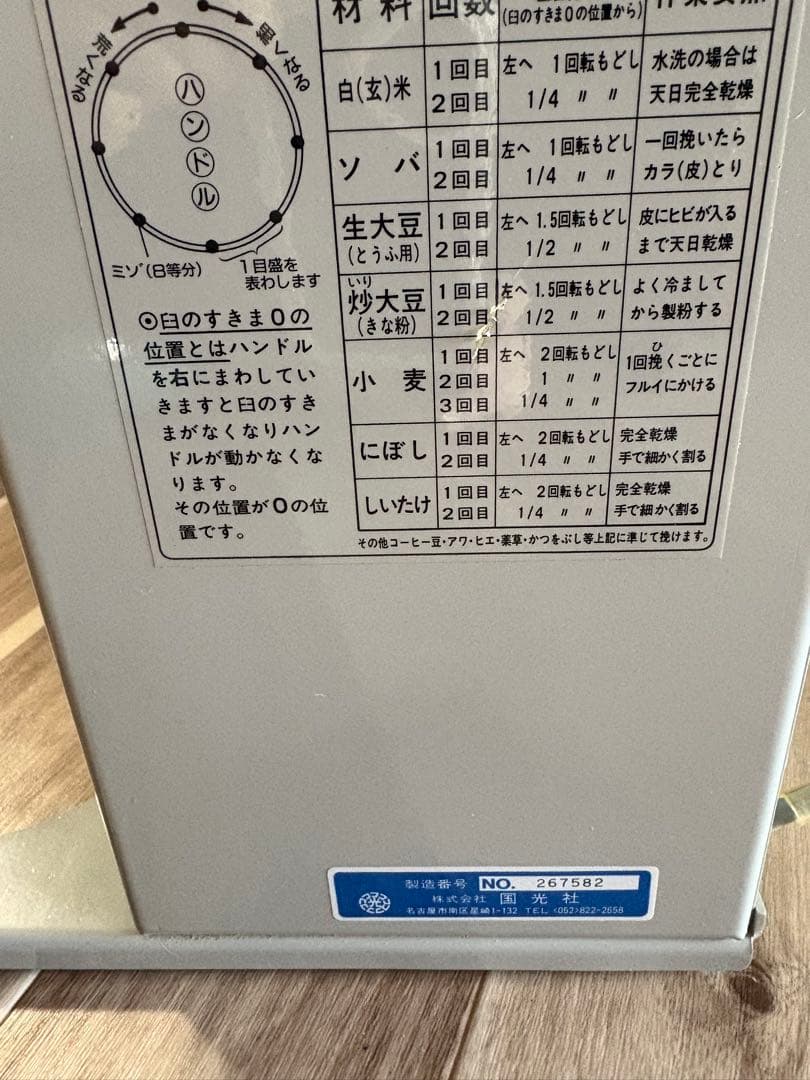 材料 回数 (臼のすきま0の位置から)
荒くなる
黒くなる
ハンドル
ミゾ(8等分)
1目盛を
表わします
⦿臼のすきま0の
位置とはハンドル
を右にまわしてい
きますと臼のすき
まがなくなりハン
ドルが動かなくな
ります。
その位置が0の位
置です。
白(玄)米 1回目 左へ 1回転もどし 水洗の場合は
2回目 1/4 〃 〃 天日完全乾燥
ソバ 1回目 左へ 1回転もどし 一回挽いたら
2回目 1/4 〃 〃 カラ(皮)とり
生大豆 1回目 左へ 1.5回転もどし 皮にヒビが入る
(とうふ用) 2回目 1/2 〃 〃 まで天日乾燥
いり
炒大豆 1回目 左へ 1.5回転もどし よく冷まして
(きな粉) 2回目 1/2 〃 〃 から製粉する
ひ
小麦 1回目 左へ 2回転もどし 1回挽くごとに
2回目 1 〃 〃 フルイにかける
3回目 1/4 〃 〃
にぼし 1回目 左へ 2回転もどし 完全乾燥
2回目 1/4 〃 〃 手で細かく割る
しいたけ 1回目 左へ 2回転もどし 完全乾燥
2回目 1/4 〃 〃 手で細かく割る
その他コーヒー豆・アワ・ヒエ・薬草・かつをぶし等上記に準じて挽けます。
製造番号 NO. 267582
株式会社 国光社
名古屋市南区星崎1-132 TEL <052>822-2658